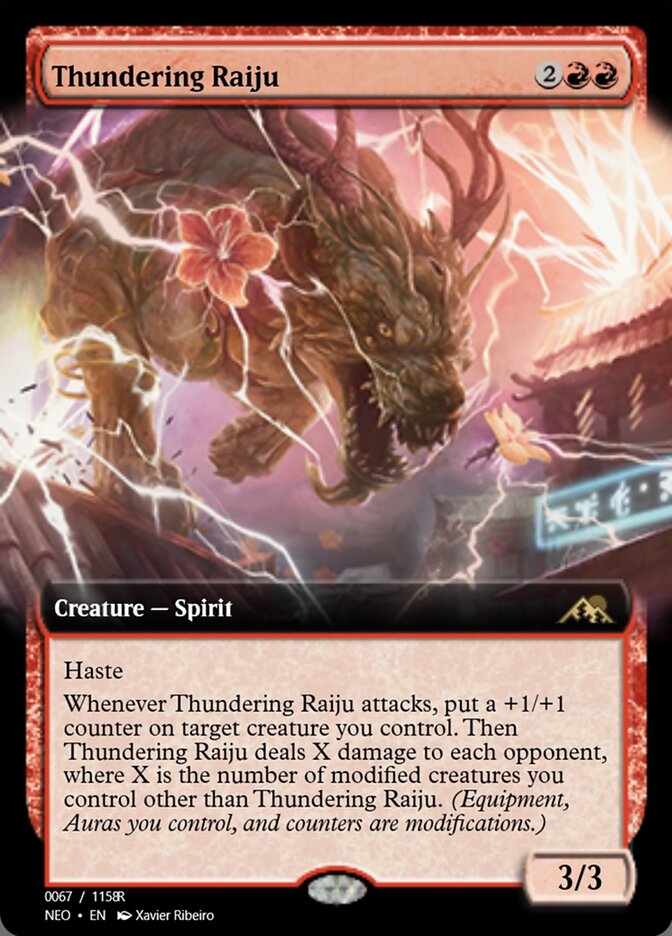 Thundering Raiju 2
Creature — Spirit
Haste
Whenever Thundering Raiju attacks, put a +1/+1
counter on target creature you control. Then
Thundering Raiju deals X damage to each opponent,
where X is the number of modified creatures you
control other than Thundering Raiju. (Equipment,
Auras you control, and counters are modifications.)
3/3
0067 / 1158R
NEO • EN Xavier Ribeiro